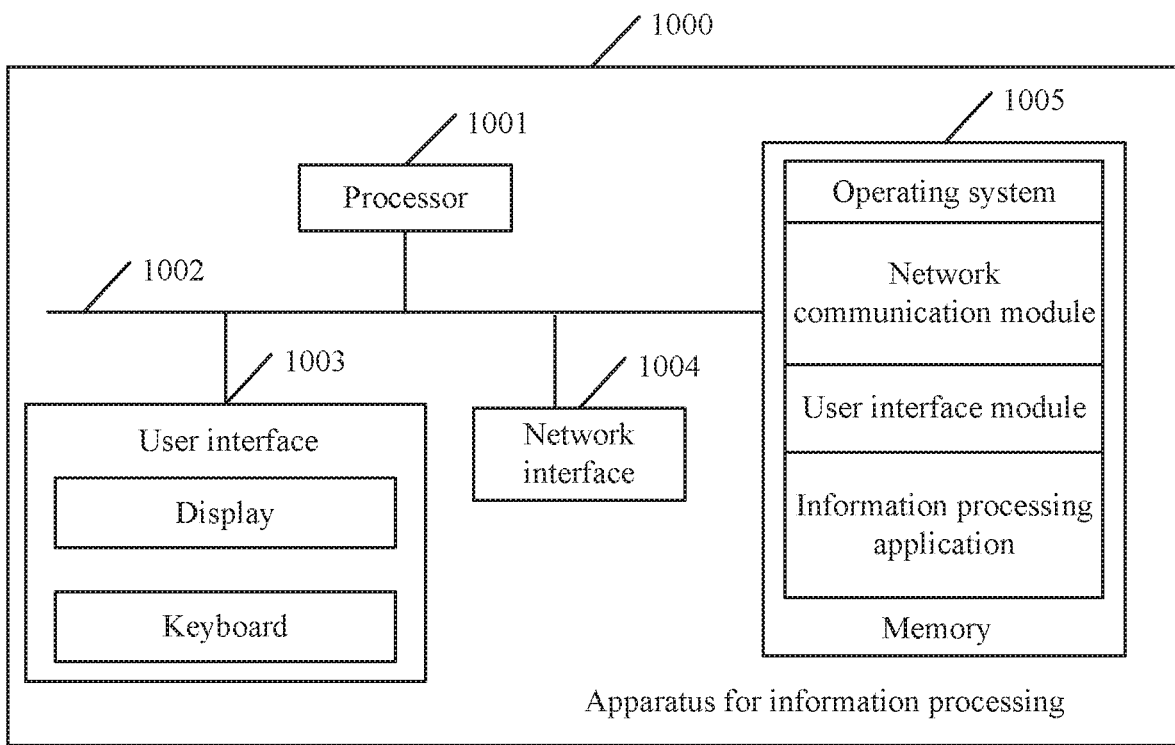 1000
1001
1005
Processor
Operating system
1002
Network
communication module
1003
1004
User interface
Network
interface
User interface module
Display
Information processing
application
Keyboard
Memory
Apparatus for information processing